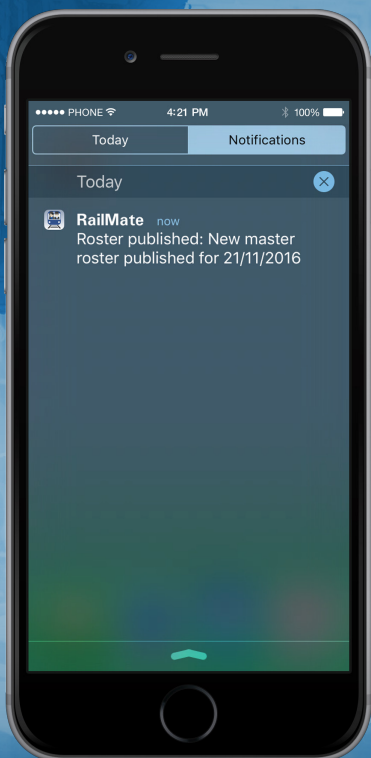 PHONE 4:21 PM 100%
Today Notifications
Today
RailMate now
Roster published: New master
roster published for 21/11/2016